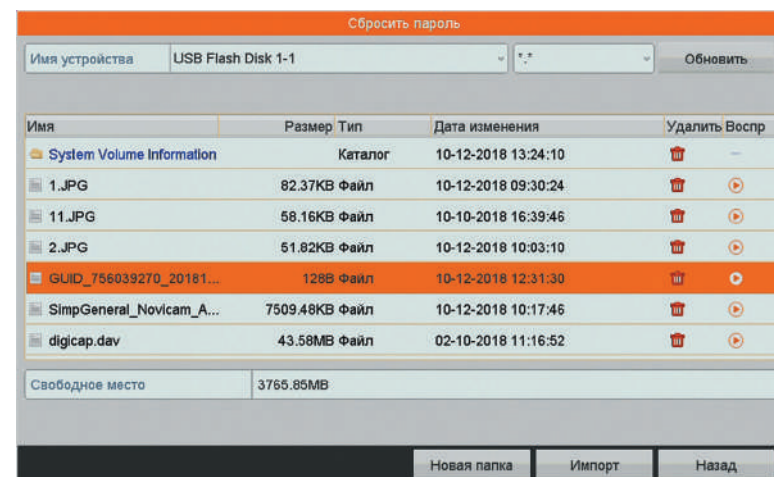 Сбросить пароль
Имя устройства USB Flash Disk 1-1 *.* Обновить
Имя Размер Тип Дата изменения Удалить Воспр
System Volume Information Каталог 10-12-2018 13:24:10 —
1.JPG 82.37KB Файл 10-12-2018 09:30:24
11.JPG 58.16KB Файл 10-10-2018 16:39:46
2.JPG 51.82KB Файл 10-12-2018 10:03:10
GUID_756039270_20181... 128B Файл 10-12-2018 12:31:30
SimpGeneral_Novicam_A... 7509.48KB Файл 10-12-2018 10:17:46
digicap.dav 43.58MB Файл 02-10-2018 11:16:52
Свободное место 3765.85MB
Новая папка Импорт Назад